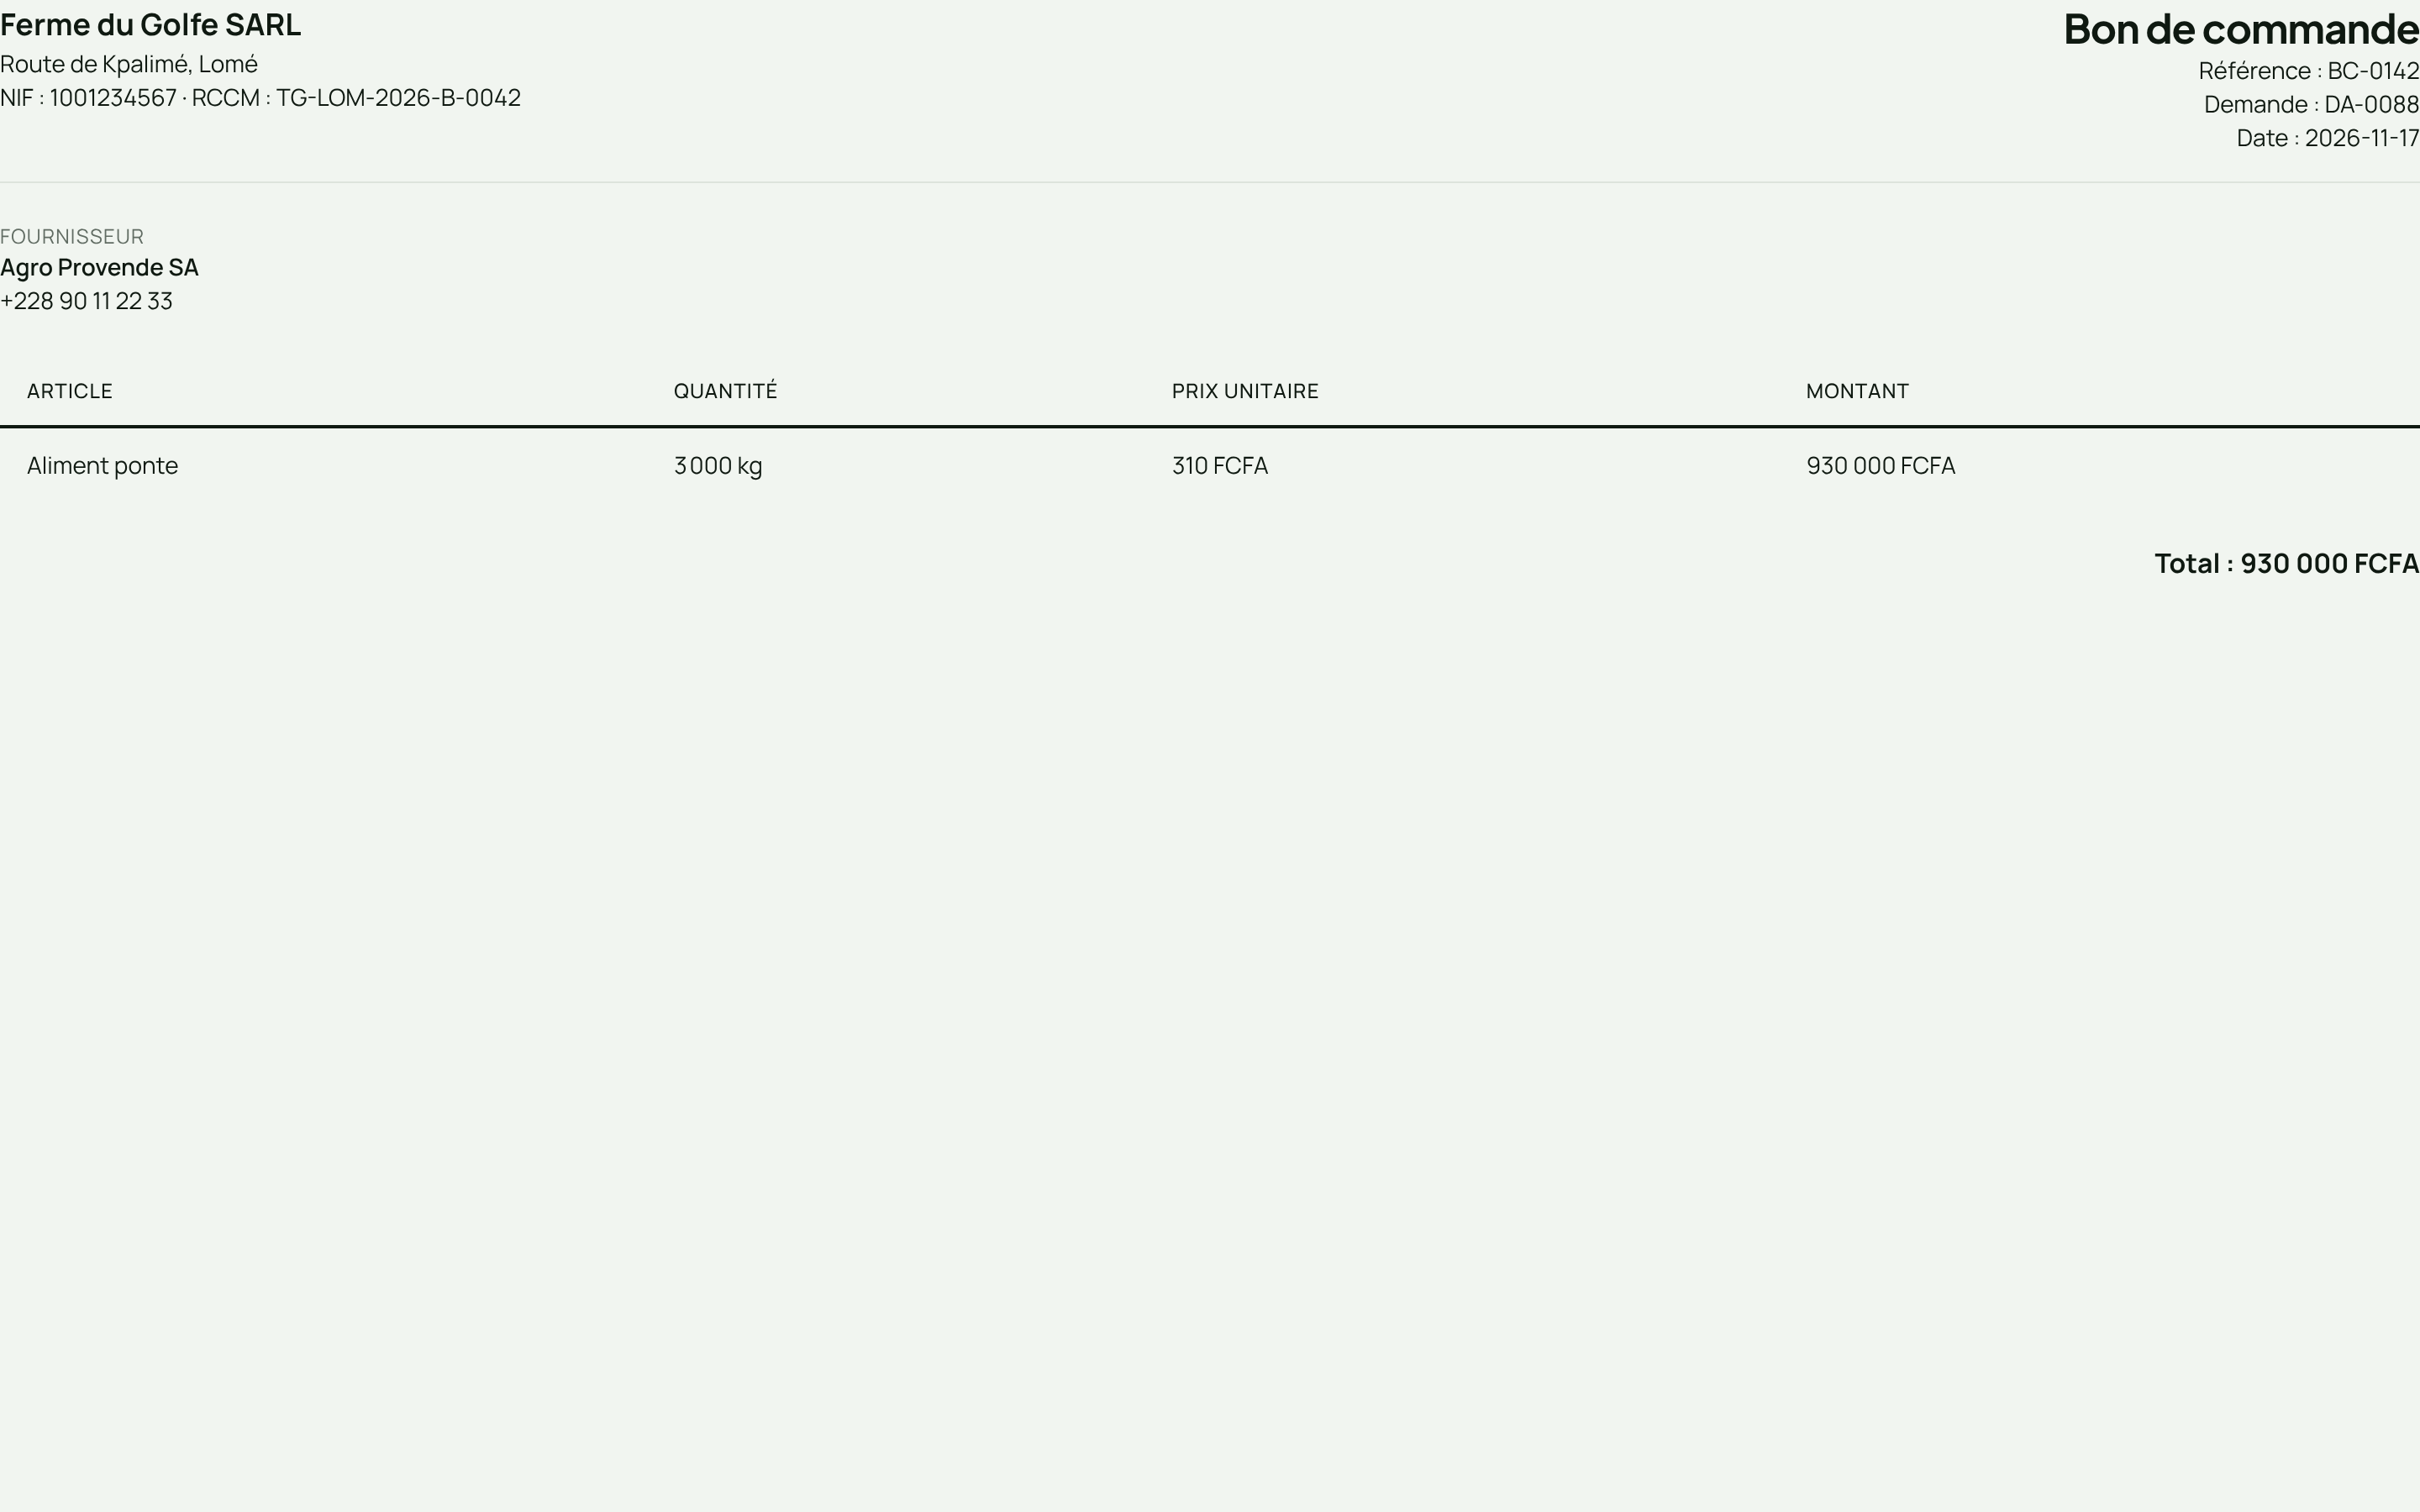 Ferme du Golfe SARL
Route de Kpalimé, Lomé
NIF : 1001234567 · RCCM : TG-LOM-2026-B-0042
Bon de commande
Référence : BC-0142
Demande : DA-0088
Date : 2026-11-17
FOURNISSEUR
Agro Provende SA
+228 90 11 22 33
ARTICLE QUANTITÉ PRIX UNITAIRE MONTANT
Aliment ponte 3 000 kg 310 FCFA 930 000 FCFA
Total : 930 000 FCFA